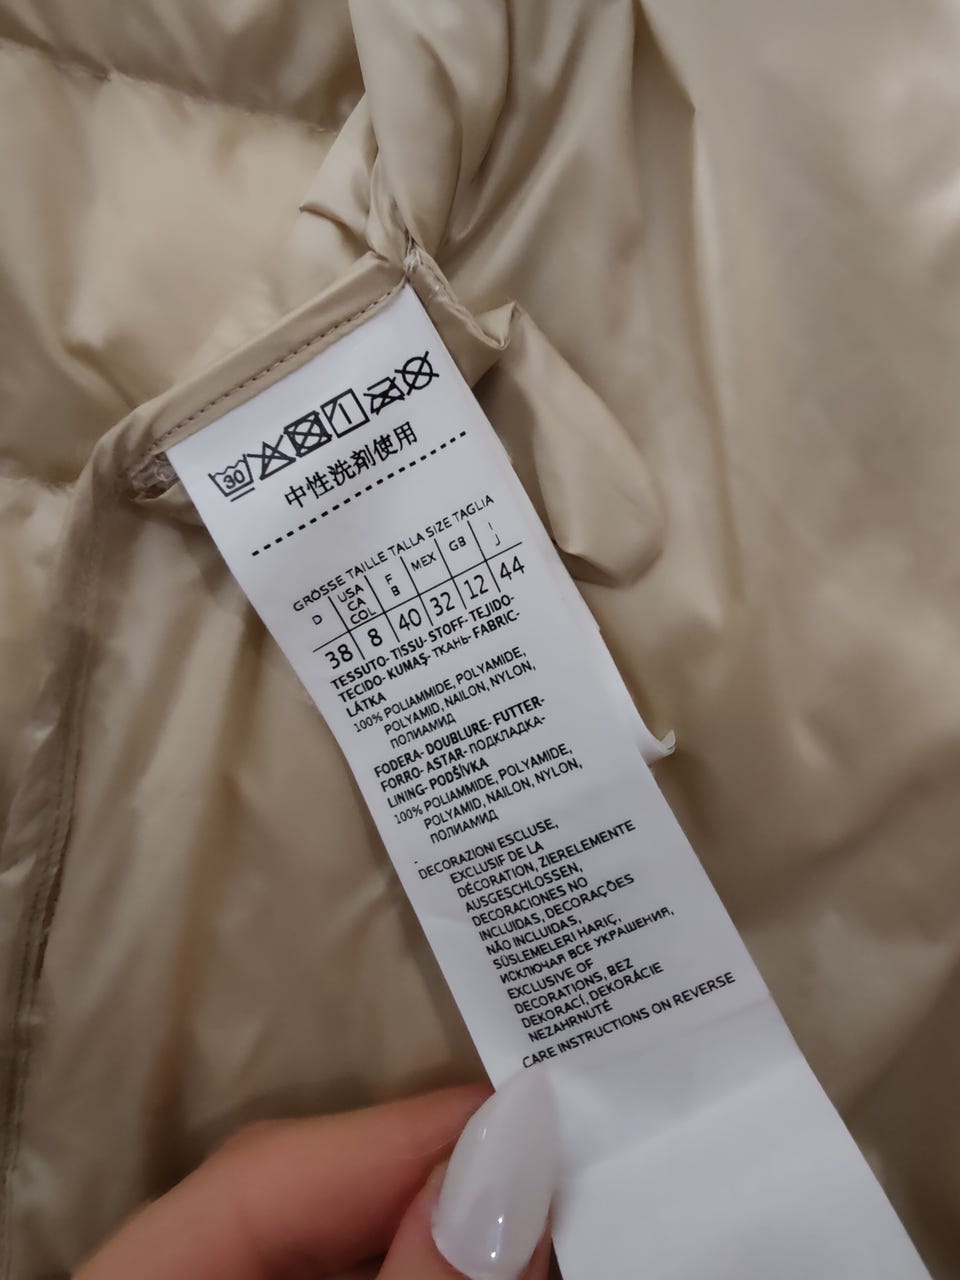 30
中性洗剤使用
GRÖSSE TAILLE TALLA SIZE TAGLIA
D USA CA COL F B MEX GB I J
38 8 40 32 12 44
TESSUTO- TISSU- STOFF- TEJIDO-
TECIDO- KUMAŞ- ТКАНЬ- FABRIC-
LÁTKA
100% POLIAMMIDE, POLYAMIDE,
POLYAMID, NAILON, NYLON,
ПОЛИАМИД
FODERA- DOUBLURE- FUTTER-
FORRO- ASTAR- ПОДКЛАДКА-
LINING- PODŠÍVKA
100% POLIAMMIDE, POLYAMIDE,
POLYAMID, NAILON, NYLON,
ПОЛИАМИД
DECORAZIONI ESCLUSE,
EXCLUSIF DE LA
DÉCORATION, ZIERELEMENTE
AUSGESCHLOSSEN,
DECORACIONES NO
INCLUIDAS, DECORAÇÕES
NÃO INCLUIDAS,
SÜSLEMELERI HARIÇ,
ИСКЛЮЧАЯ ВСЕ УКРАШЕНИЯ,
EXCLUSIVE OF
DECORATIONS, BEZ
DEKORACÍ, DEKORÁCIE
NEZAHRNUTÉ
CARE INSTRUCTIONS ON REVERSE